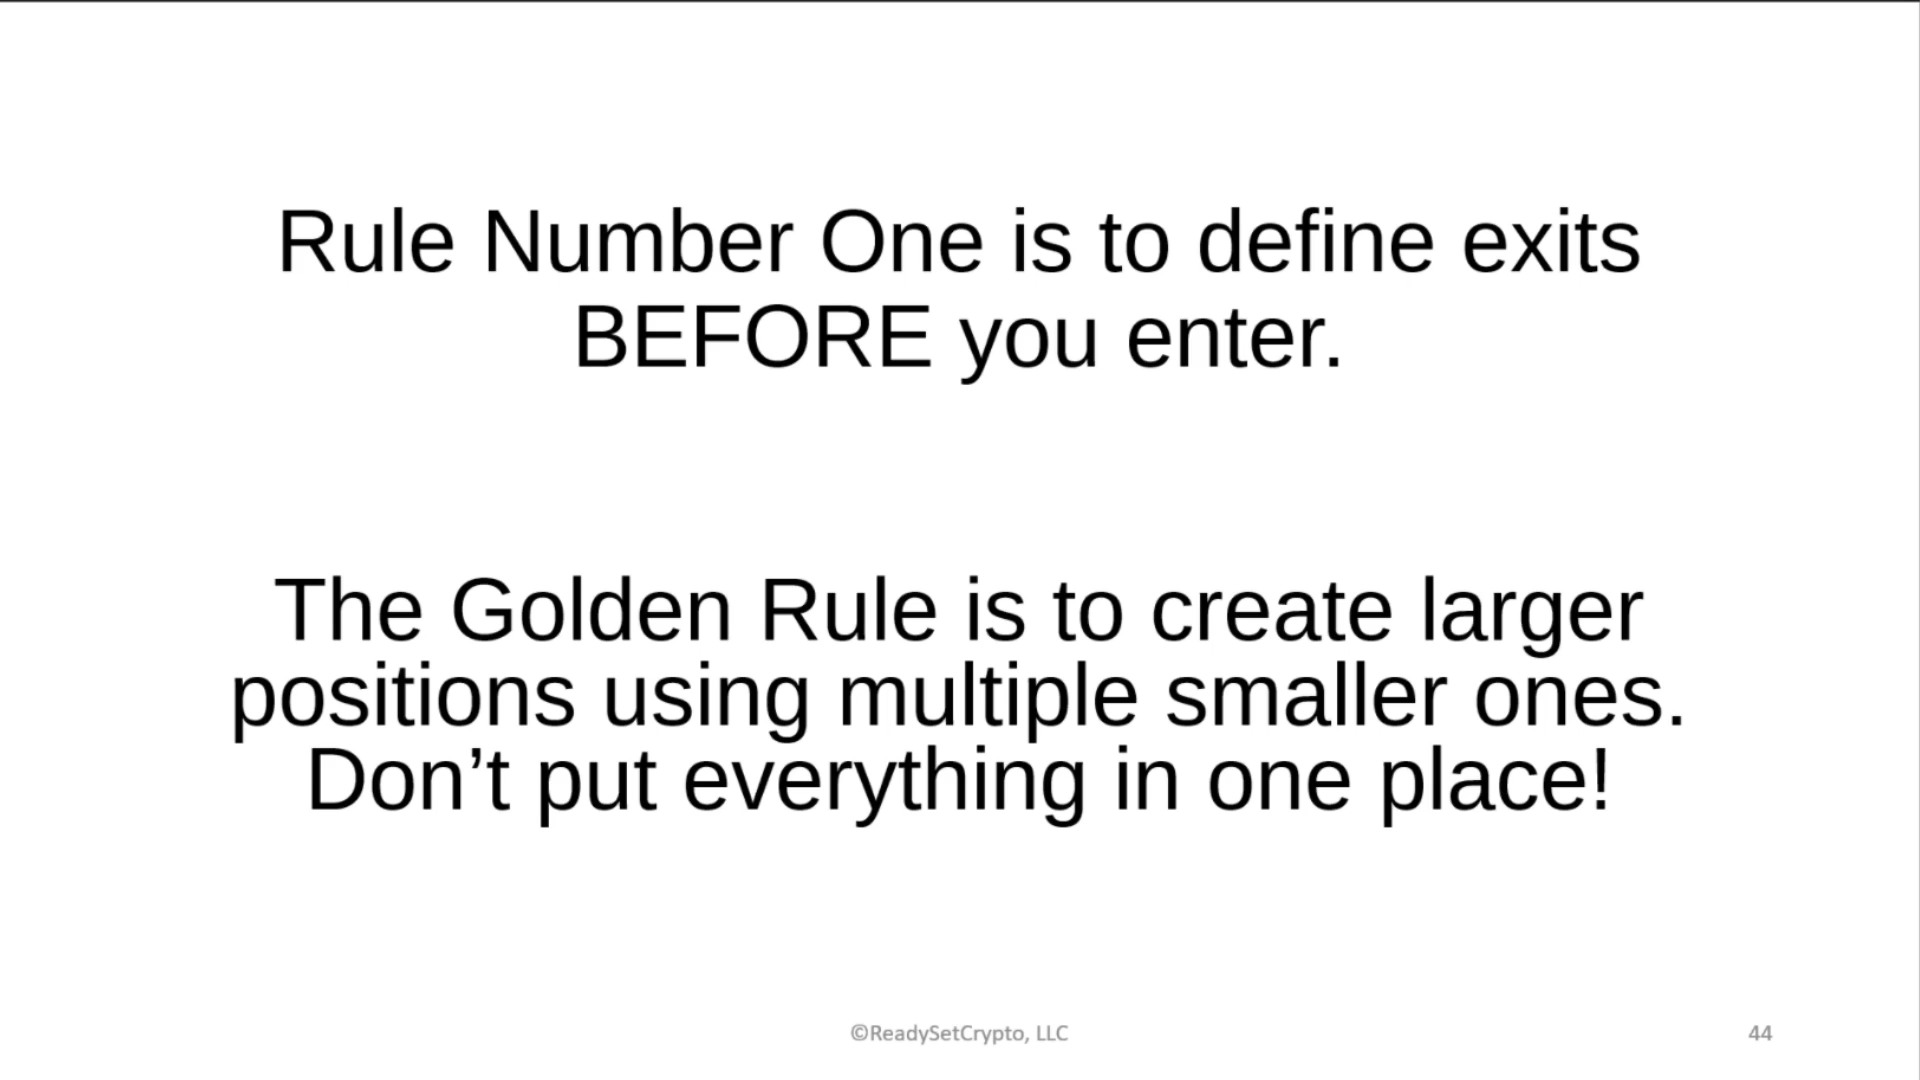 Rule Number One is to define exits
BEFORE you enter.
The Golden Rule is to create larger
positions using multiple smaller ones.
Don’t put everything in one place!
©ReadySetCrypto, LLC
44